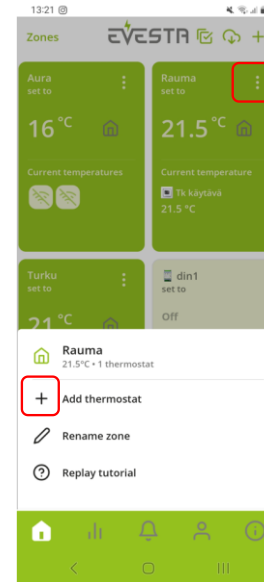 13:21
Zones
EVESTA
Aura
set to
16 °C
Current temperatures
Rauma
set to
21.5 °C
Current temperature
Tk käytävä
21.5 °C
Turku
set to
21 °C
din1
set to
Off
Rauma
21.5°C • 1 thermostat
Add thermostat
Rename zone
Replay tutorial